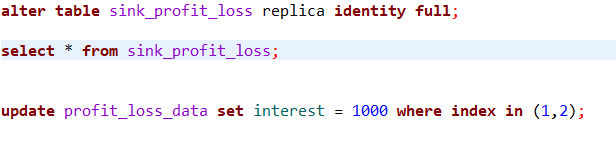 alter table sink_profit_loss replica identity full;
select * from sink_profit_loss;
update profit_loss_data set interest = 1000 where index in (1,2);